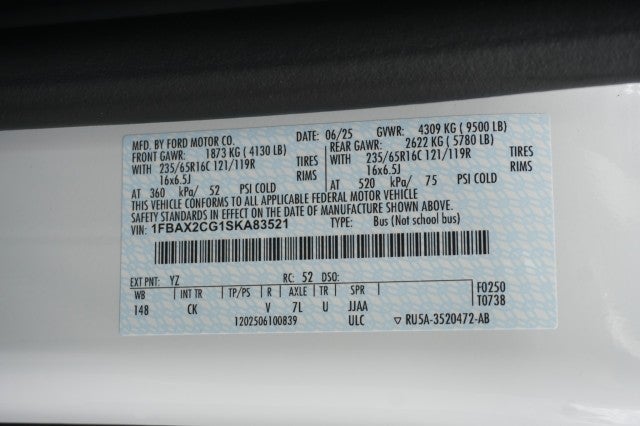 MFD. BY FORD MOTOR CO. DATE: 06/25 GVWR: 4309 KG ( 9500 LB)
FRONT GAWR: 1873 KG ( 4130 LB) REAR GAWR: 2622 KG ( 5780 LB)
WITH 235/65R16C 121/119R TIRES WITH 235/65R16C 121/119R TIRES
16x6.5J RIMS 16x6.5J RIMS
AT 360 kPa/ 52 PSI COLD AT 520 kPa/ 75 PSI COLD
THIS VEHICLE CONFORMS TO ALL APPLICABLE FEDERAL MOTOR VEHICLE
SAFETY STANDARDS IN EFFECT ON THE DATE OF MANUFACTURE SHOWN ABOVE.
VIN: 1FBAX2CG1SKA83521 TYPE: Bus (Not school bus)
EXT PNT: YZ RC: 52 DSO:
WB INT TR TP/PS R AXLE TR SPR F0250
148 CK V 7L U JJAA T0738
1202506100839 ULC ▽ RU5A-3520472-AB